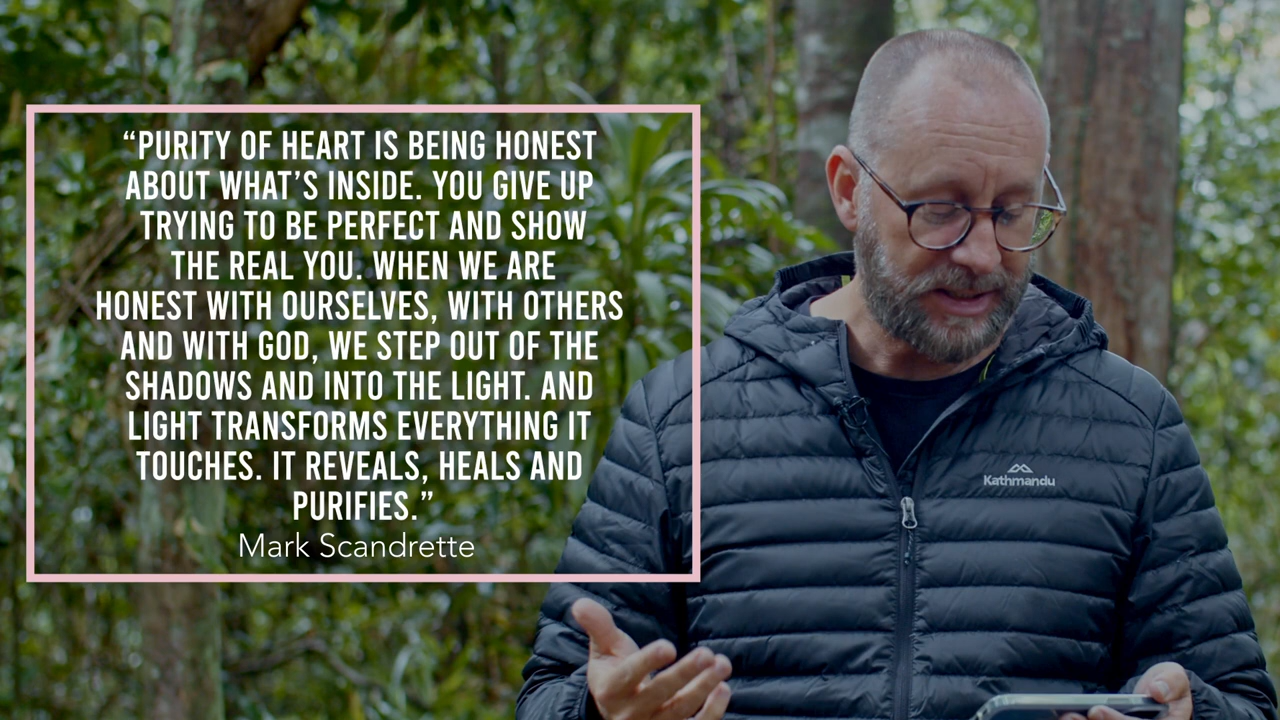 “PURITY OF HEART IS BEING HONEST
ABOUT WHAT’S INSIDE. YOU GIVE UP
TRYING TO BE PERFECT AND SHOW
THE REAL YOU. WHEN WE ARE
HONEST WITH OURSELVES, WITH OTHERS
AND WITH GOD, WE STEP OUT OF THE
SHADOWS AND INTO THE LIGHT. AND
LIGHT TRANSFORMS EVERYTHING IT
TOUCHES. IT REVEALS, HEALS AND
PURIFIES.”
Mark Scandrette
Kathmandu